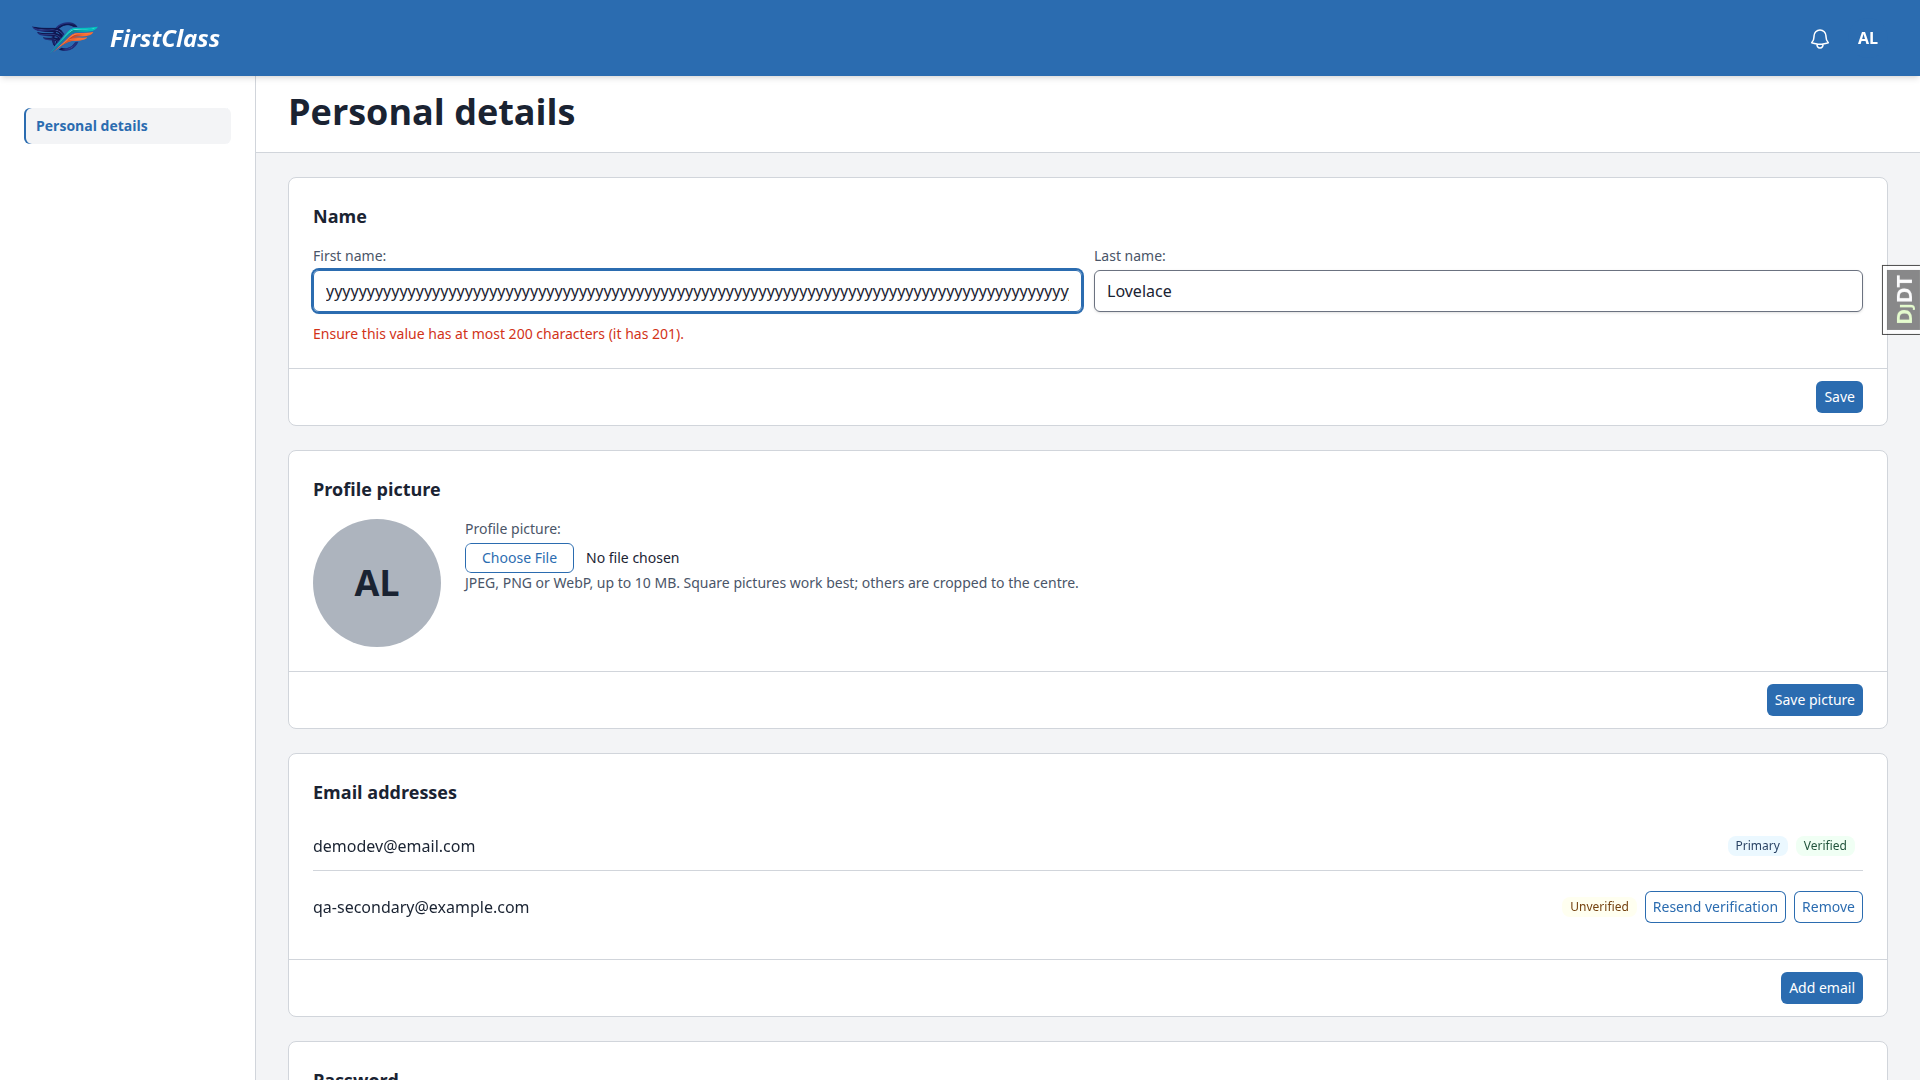 FirstClass
AL
Personal details
Personal details
Name
First name:
Last name:
Lovelace
Ensure this value has at most 200 characters (it has 201).
Save
Profile picture
AL
Profile picture:
Choose File
No file chosen
JPEG, PNG or WebP, up to 10 MB. Square pictures work best; others are cropped to the centre.
Save picture
Email addresses
demodev@email.com
Primary
Verified
qa-secondary@example.com
Unverified
Resend verification
Remove
Add email
Password
DjDT